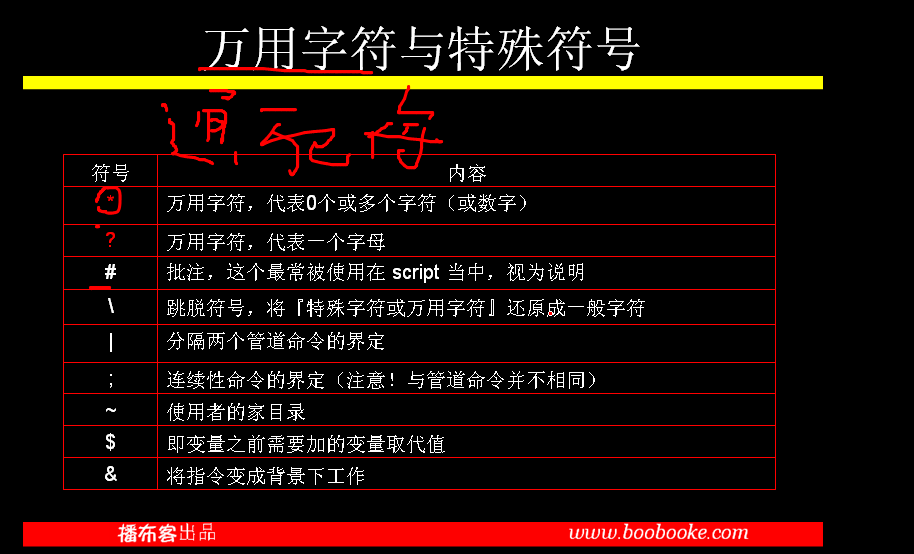 万用字符与特殊符号
通配符
符号 内容
* 万用字符，代表0个或多个字符（或数字）
? 万用字符，代表一个字母
# 批注，这个最常被使用在 script 当中，视为说明
\ 跳脱符号，将『特殊字符或万用字符』还原成一般字符
| 分隔两个管道命令的界定
; 连续性命令的界定（注意！与管道命令并不相同）
~ 使用者的家目录
$ 即变量之前需要加的变量取代值
& 将指令变成背景下工作
播布客出品 www.boobooke.com